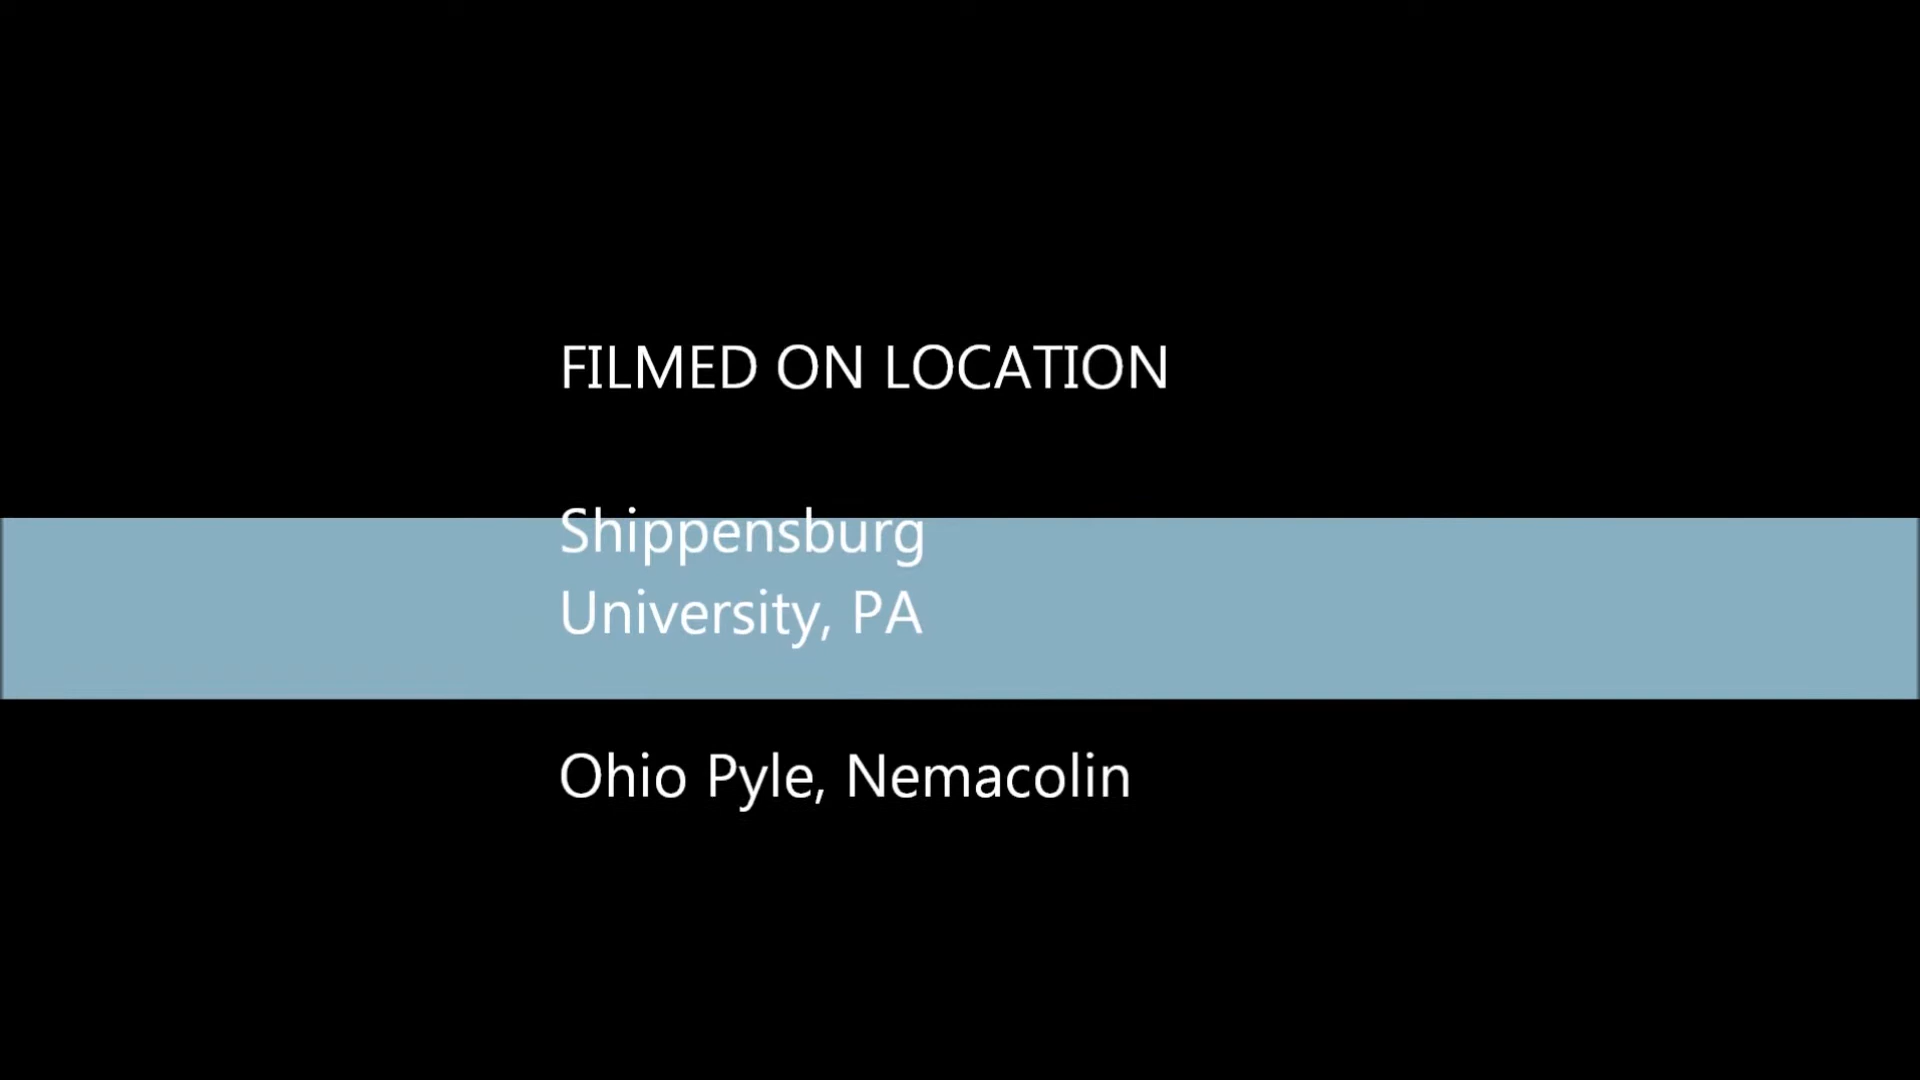 FILMED ON LOCATION
Shippensburg
University, PA
Ohio Pyle, Nemacolin